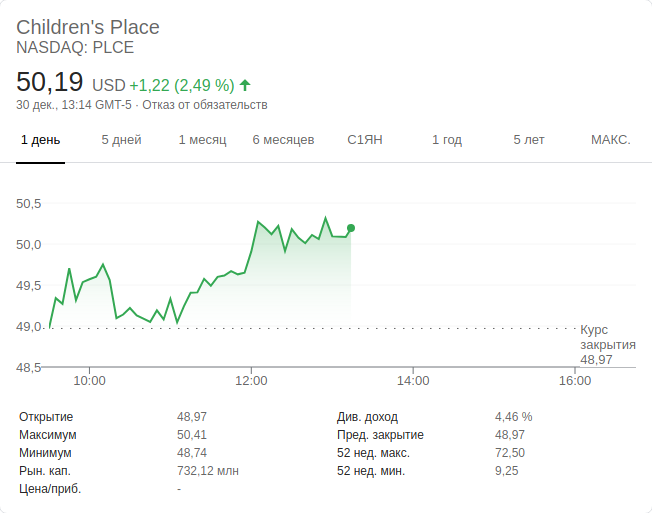 Children's Place
NASDAQ: PLCE
50,19 USD +1,22 (2,49 %)
30 дек., 13:14 GMT-5 · Отказ от обязательств
1 день 5 дней 1 месяц 6 месяцев С1ЯН 1 год 5 лет МАКС.
50,5
50,0
49,5
49,0
Курс
закрытия
48,97
48,5
10:00 12:00 14:00 16:00
Открытие 48,97 Див. доход 4,46 %
Максимум 50,41 Пред. закрытие 48,97
Минимум 48,74 52 нед. макс. 72,50
Рын. кап. 732,12 млн 52 нед. мин. 9,25
Цена/приб. -